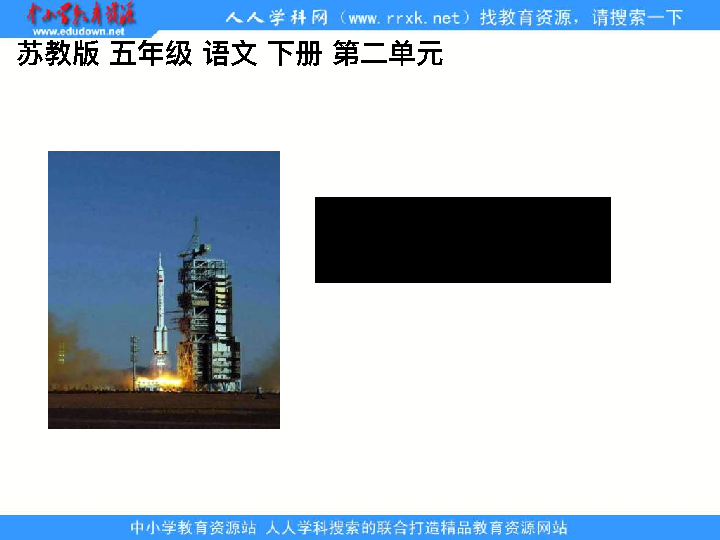 中小学教育资源
www.edudown.net
人人学科网（www.rrxk.net）找教育资源，请搜索一下
苏教版 五年级 语文 下册 第二单元
中小学教育资源站 人人学科搜索的联合打造精品教育资源网站